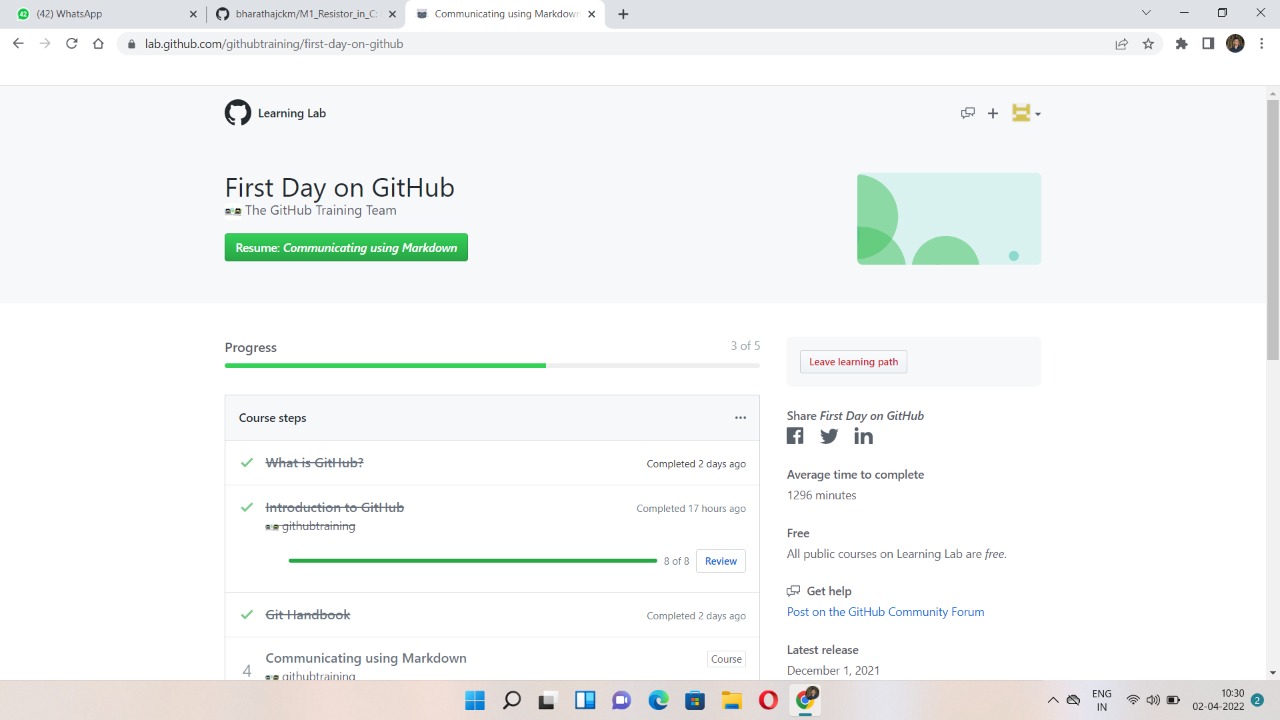 (42) WhatsApp
bharathajckm/M1_Resistor_in_C:
Communicating using Markdown
lab.github.com/githubtraining/first-day-on-github
Learning Lab
First Day on GitHub
The GitHub Training Team
Resume: Communicating using Markdown
Progress
3 of 5
Leave learning path
Course steps
Share First Day on GitHub
What is GitHub?
Completed 2 days ago
Average time to complete
1296 minutes
Introduction to GitHub
Completed 17 hours ago
githubtraining
Free
All public courses on Learning Lab are free.
8 of 8
Review
Get help
Post on the GitHub Community Forum
Git Handbook
Completed 2 days ago
Latest release
December 1, 2021
4
Communicating using Markdown
Course
githubtraining
ENG
IN
10:30
02-04-2022
2